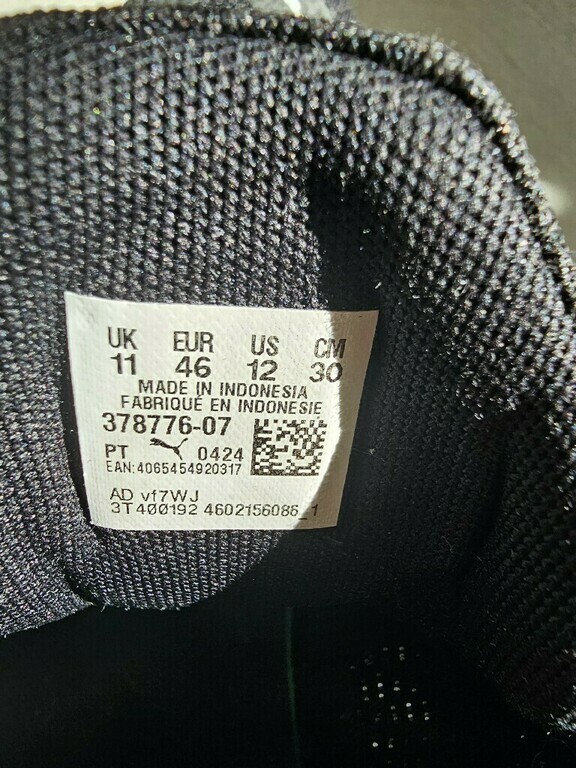 UK EUR US CM
11 46 12 30
MADE IN INDONESIA
FABRIQUÉ EN INDONESIE
378776-07
PT 0424
EAN:4065454920317
AD vf7WJ
3T400192 4602156086_1